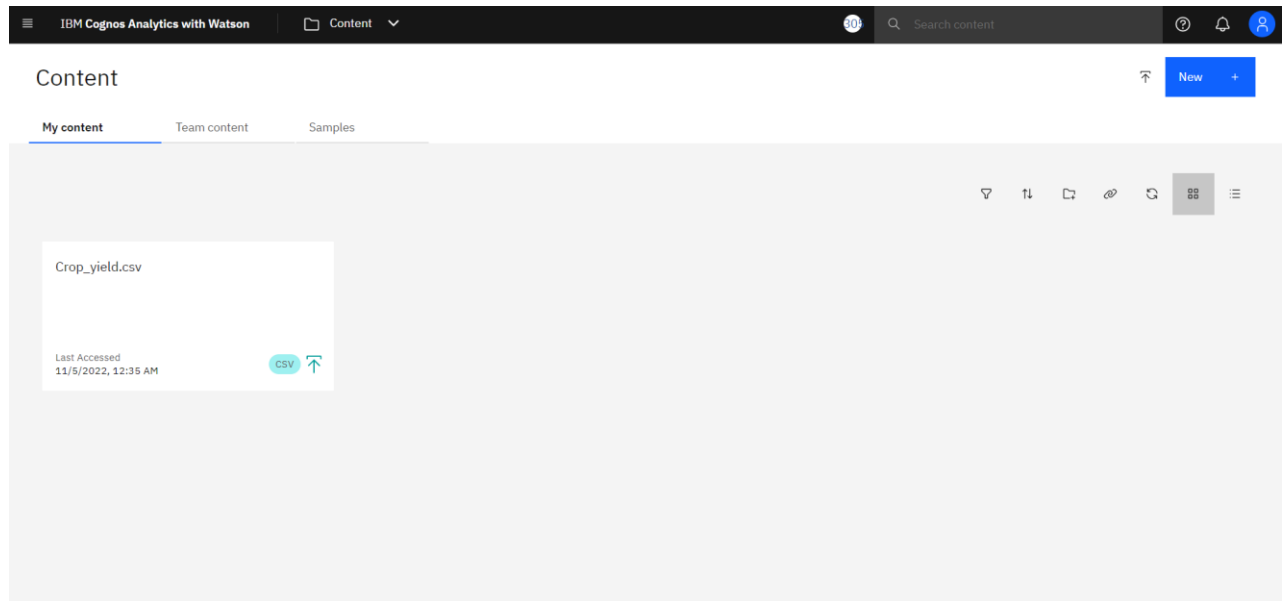 IBM Cognos Analytics with Watson
Content
Search content
Content
New +
My content
Team content
Samples
Crop_yield.csv
Last Accessed
11/5/2022, 12:35 AM
CSV